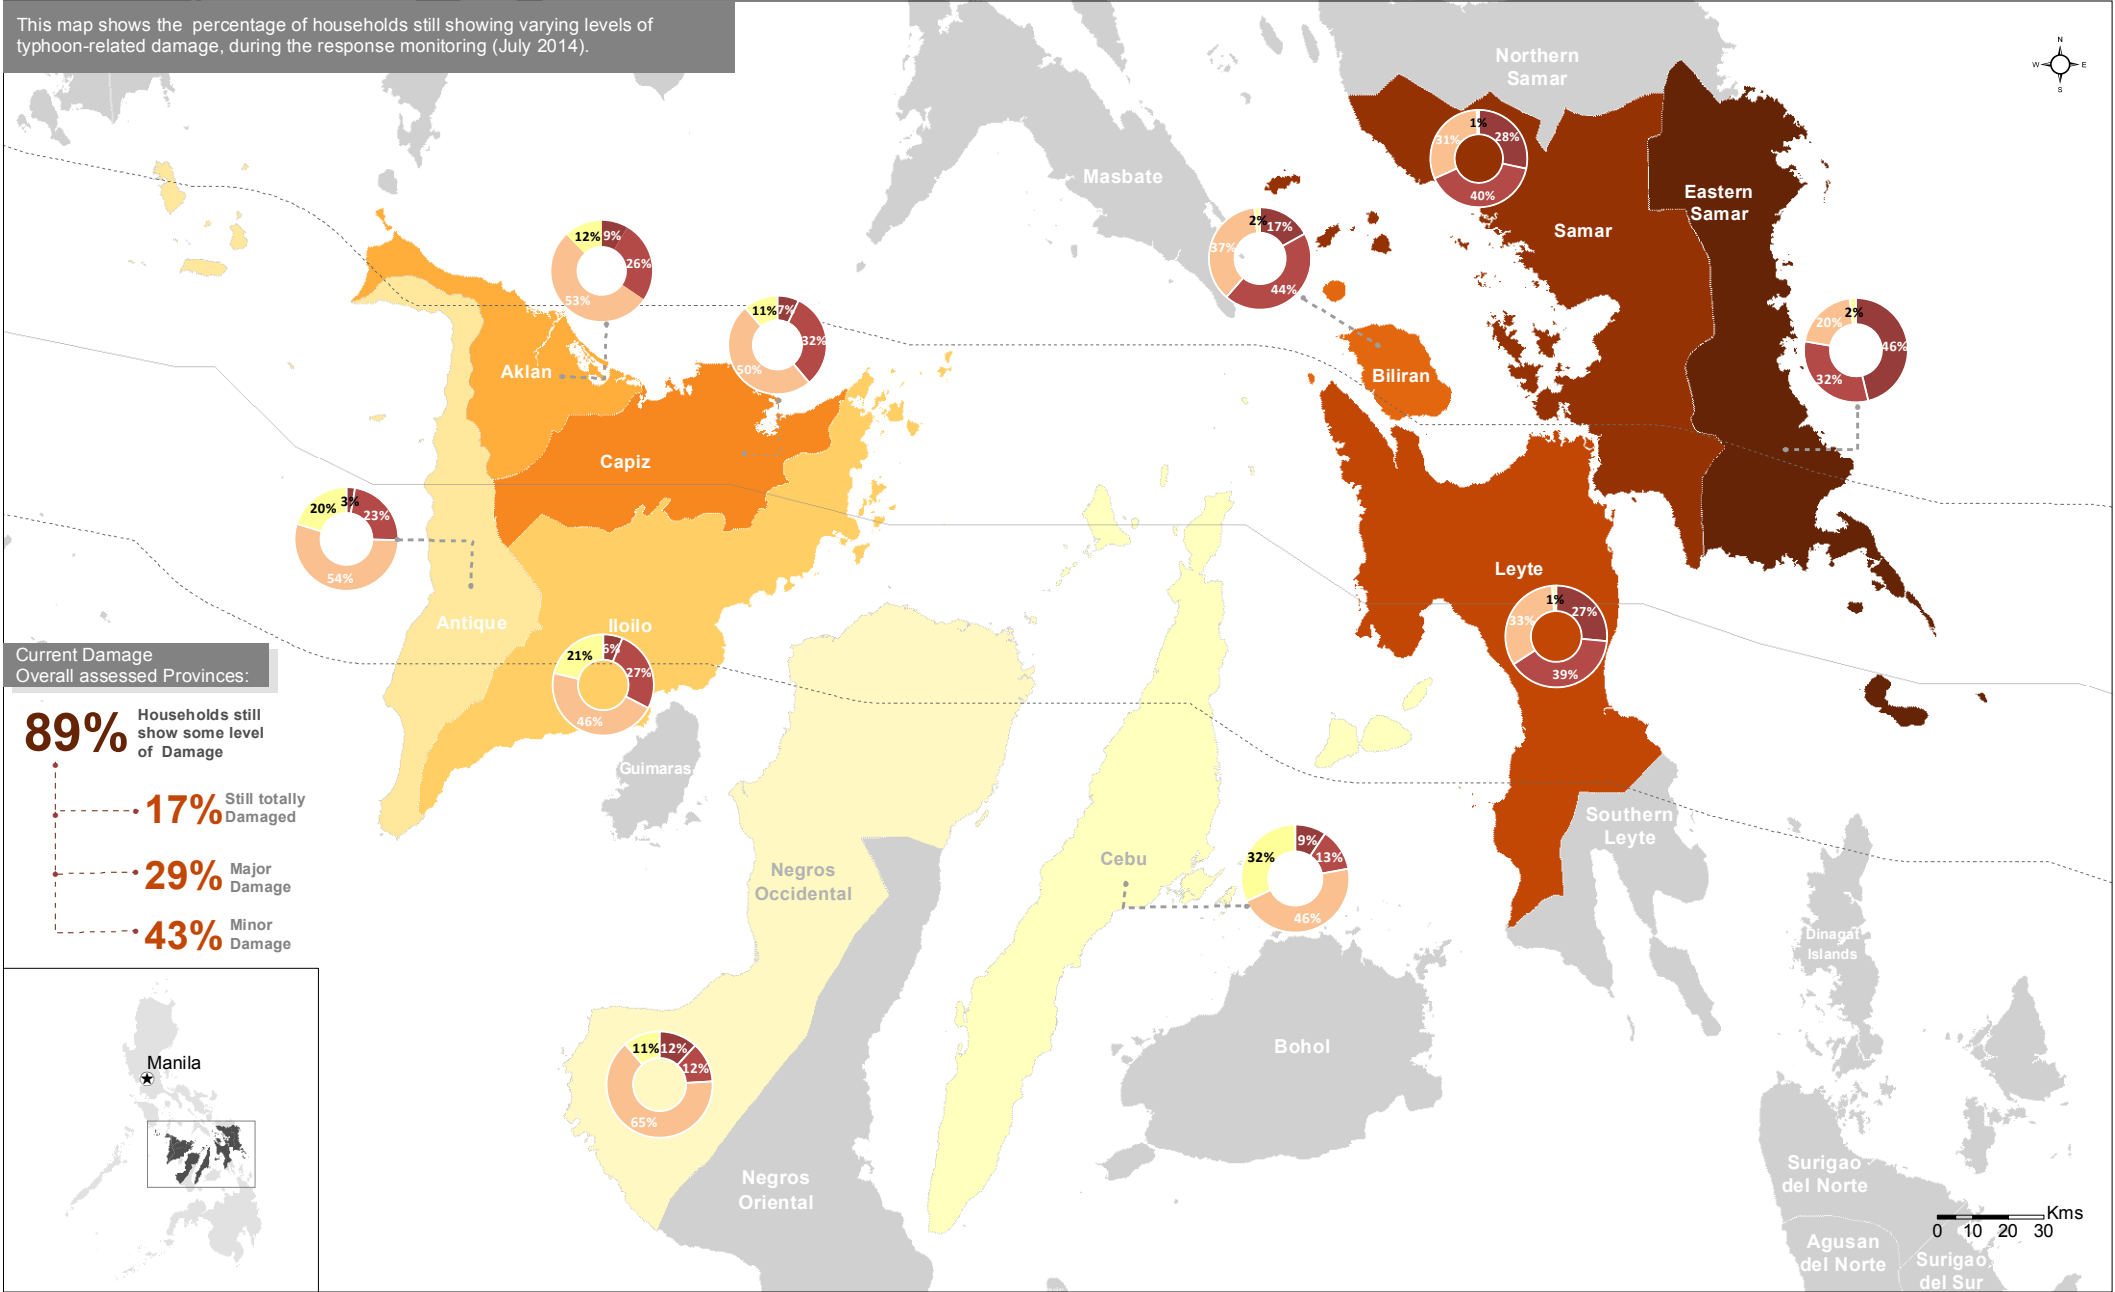 This map shows the percentage of households still showing varying levels of
typhoon-related damage, during the response monitoring (July 2014).
N
W
E
S
Northern
Samar
Masbate
Eastern
Samar
Samar
1%
28%
31%
40%
2%
17%
37%
44%
12%
9%
26%
53%
11%
7%
32%
50%
2%
20%
46%
32%
Aklan
Biliran
Capiz
20%
3%
23%
54%
Leyte
1%
27%
33%
39%
Antique
Iloilo
21%
6%
27%
46%
Current Damage
Overall assessed Provinces:
89%
Households still
show some level
of Damage
17%
Still totally
Damaged
29%
Major
Damage
43%
Minor
Damage
Guimaras
Southern
Leyte
Negros
Occidental
Cebu
32%
9%
13%
46%
Dinagat
Islands
Bohol
Manila
11%
12%
12%
65%
Negros
Oriental
Surigao
del Norte
Agusan
del Norte
Surigao
del Sur
Kms
0 10 20 30